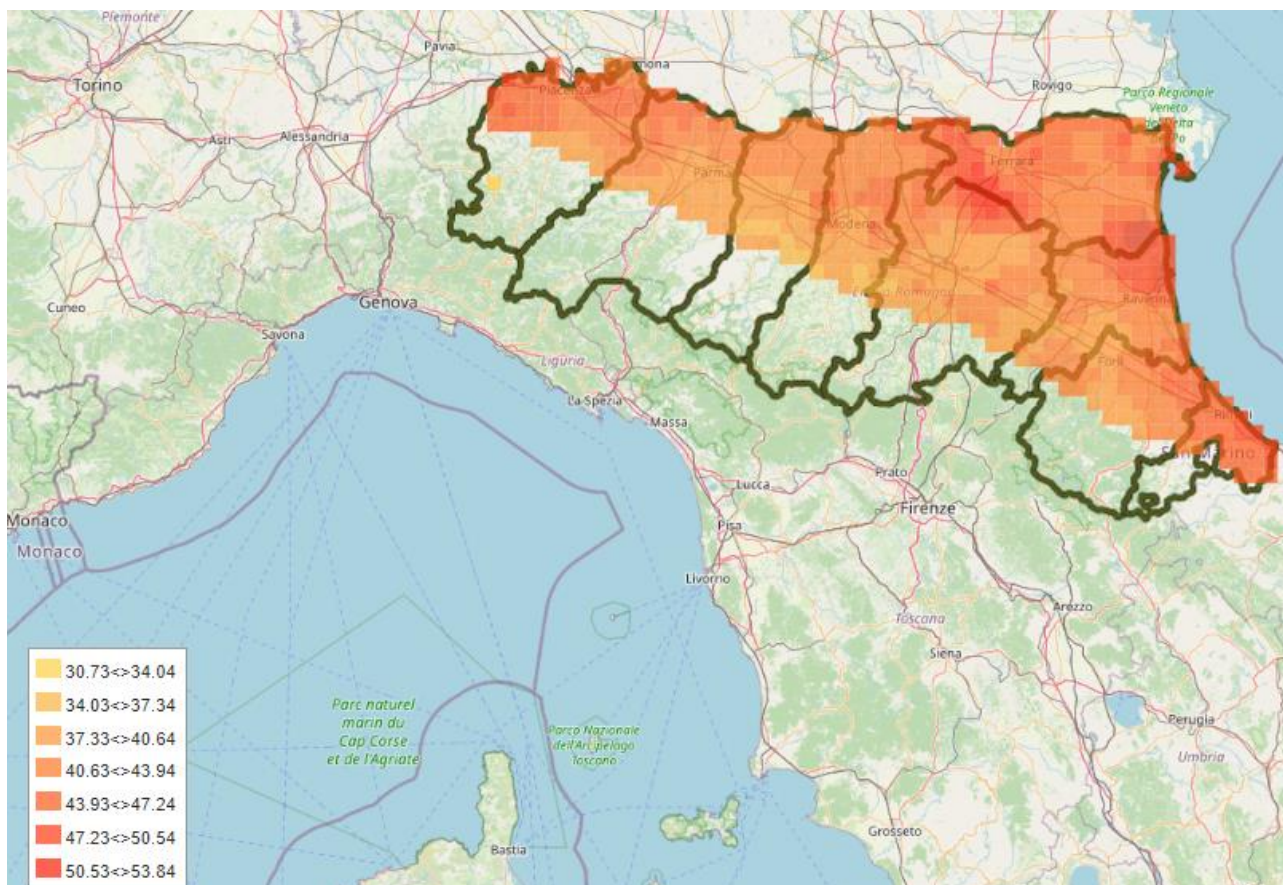 Piemonte
Torino
Pavia
mona
Piacenza
Rovigo
Parco Regionale
Veneto
del Delta
Po
Asti
Alessandria
Ferrara
Parma
Modena
Cuneo
Genova
Savona
Ravenna
Liguria
Forlì
La Spezia
Massa
Rimini
San Marino
Prato
Lucca
Firenze
Pisa
Monaco
Monaco
Livorno
Arezzo
Toscana
Siena
Parc naturel
marin du
Cap Corse
et de l'Agriate
Parco Nazionale
dell'Arcipelago
Toscano
Perugia
Umbria
Grosseto
Bastia
30.73<>34.04
34.03<>37.34
37.33<>40.64
40.63<>43.94
43.93<>47.24
47.23<>50.54
50.53<>53.84